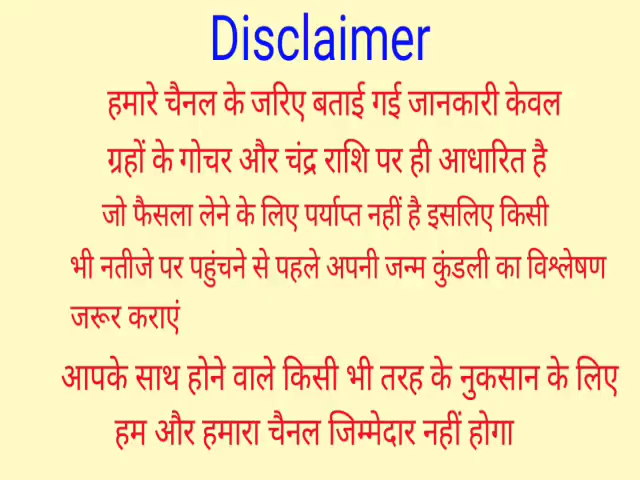 Disclaimer
हमारे चैनल के जरिए बताई गई जानकारी केवल
ग्रहों के गोचर और चंद्र राशि पर ही आधारित है
जो फैसला लेने के लिए पर्याप्त नहीं है इसलिए किसी
भी नतीजे पर पहुंचने से पहले अपनी जन्म कुंडली का विश्लेषण
जरूर कराएं
आपके साथ होने वाले किसी भी तरह के नुकसान के लिए
हम और हमारा चैनल जिम्मेदार नहीं होगा